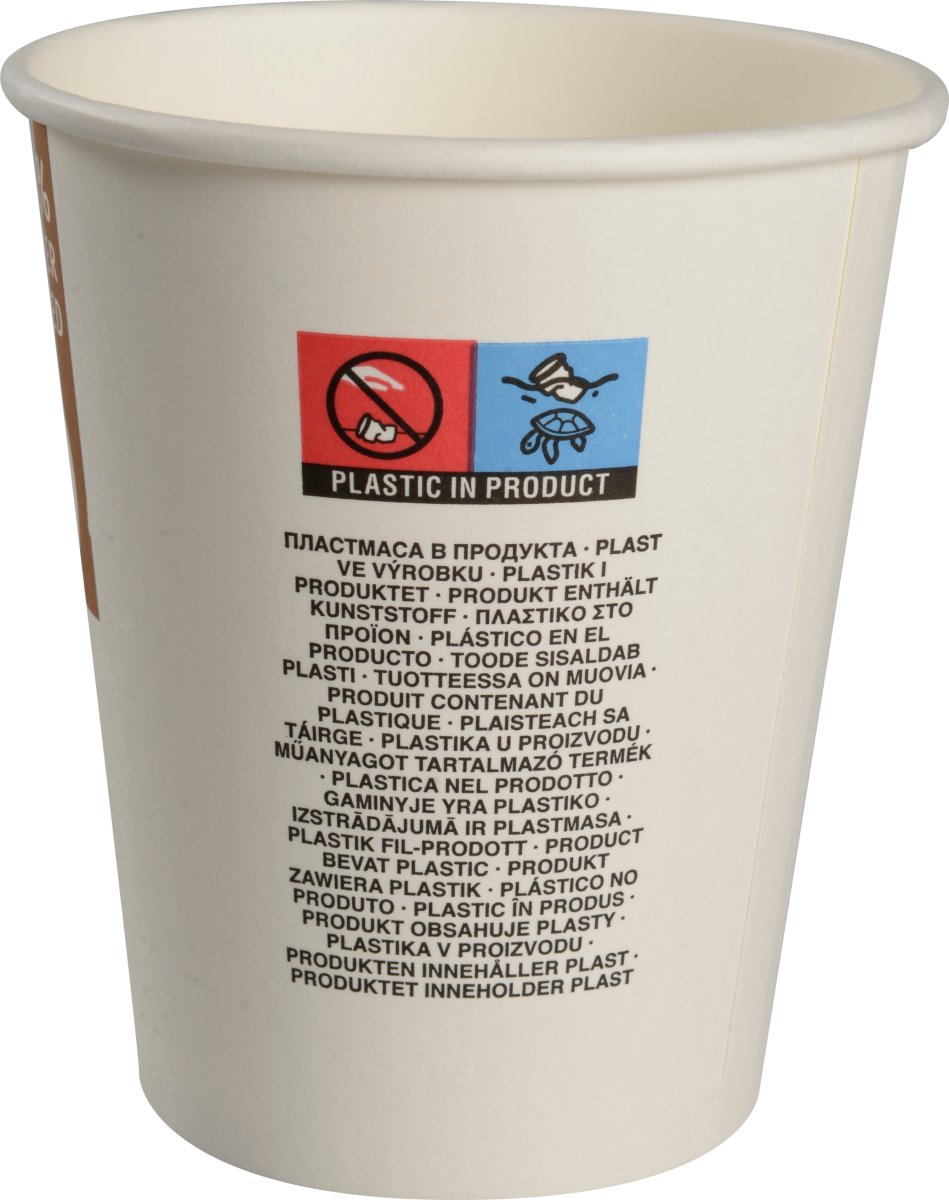 PLASTIC IN PRODUCT
ПЛАСТМАСА В ПРОДУКТА · PLAST
VE VÝROBKU · PLASTIK I
PRODUKTET · PRODUKT ENTHÄLT
KUNSTSTOFF · ΠΛΑΣΤΙΚΟ ΣΤΟ
ΠΡΟΪΟΝ · PLÁSTICO EN EL
PRODUCTO · TOODE SISALDAB
PLASTI · TUOTTEESSA ON MUOVIA ·
PRODUIT CONTENANT DU
PLASTIQUE · PLAISTEACH SA
TÁIRGE · PLASTIKA U PROIZVODU ·
MŰANYAGOT TARTALMAZÓ TERMÉK
· PLASTICA NEL PRODOTTO ·
GAMINYJE YRA PLASTIKO ·
IZSTRĀDĀJUMĀ IR PLASTMASA ·
PLASTIK FIL-PRODOTT · PRODUCT
BEVAT PLASTIC · PRODUKT
ZAWIERA PLASTIK · PLÁSTICO NO
PRODUTO · PLASTIC ÎN PRODUS ·
PRODUKT OBSAHUJE PLASTY ·
PLASTIKA V PROIZVODU ·
PRODUKTEN INNEHÅLLER PLAST ·
PRODUKTET INNEHOLDER PLAST